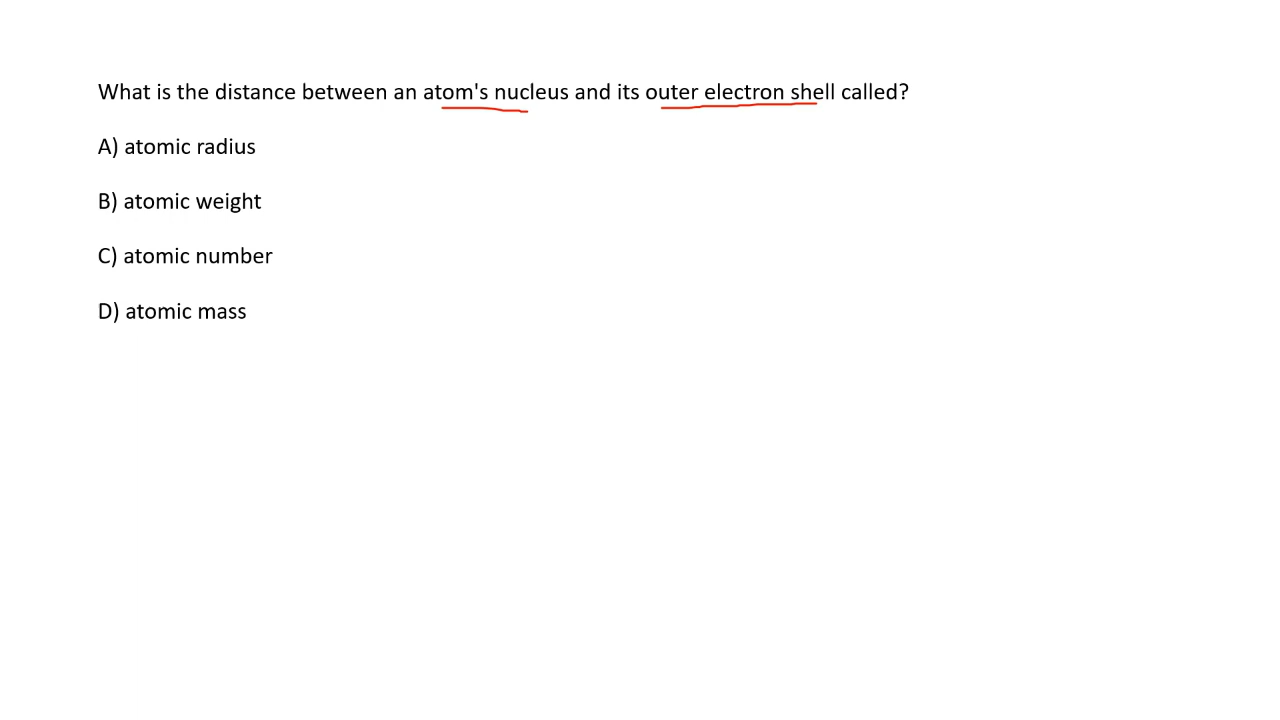 What is the distance between an atom's nucleus and its outer electron shell called?
A) atomic radius
B) atomic weight
C) atomic number
D) atomic mass